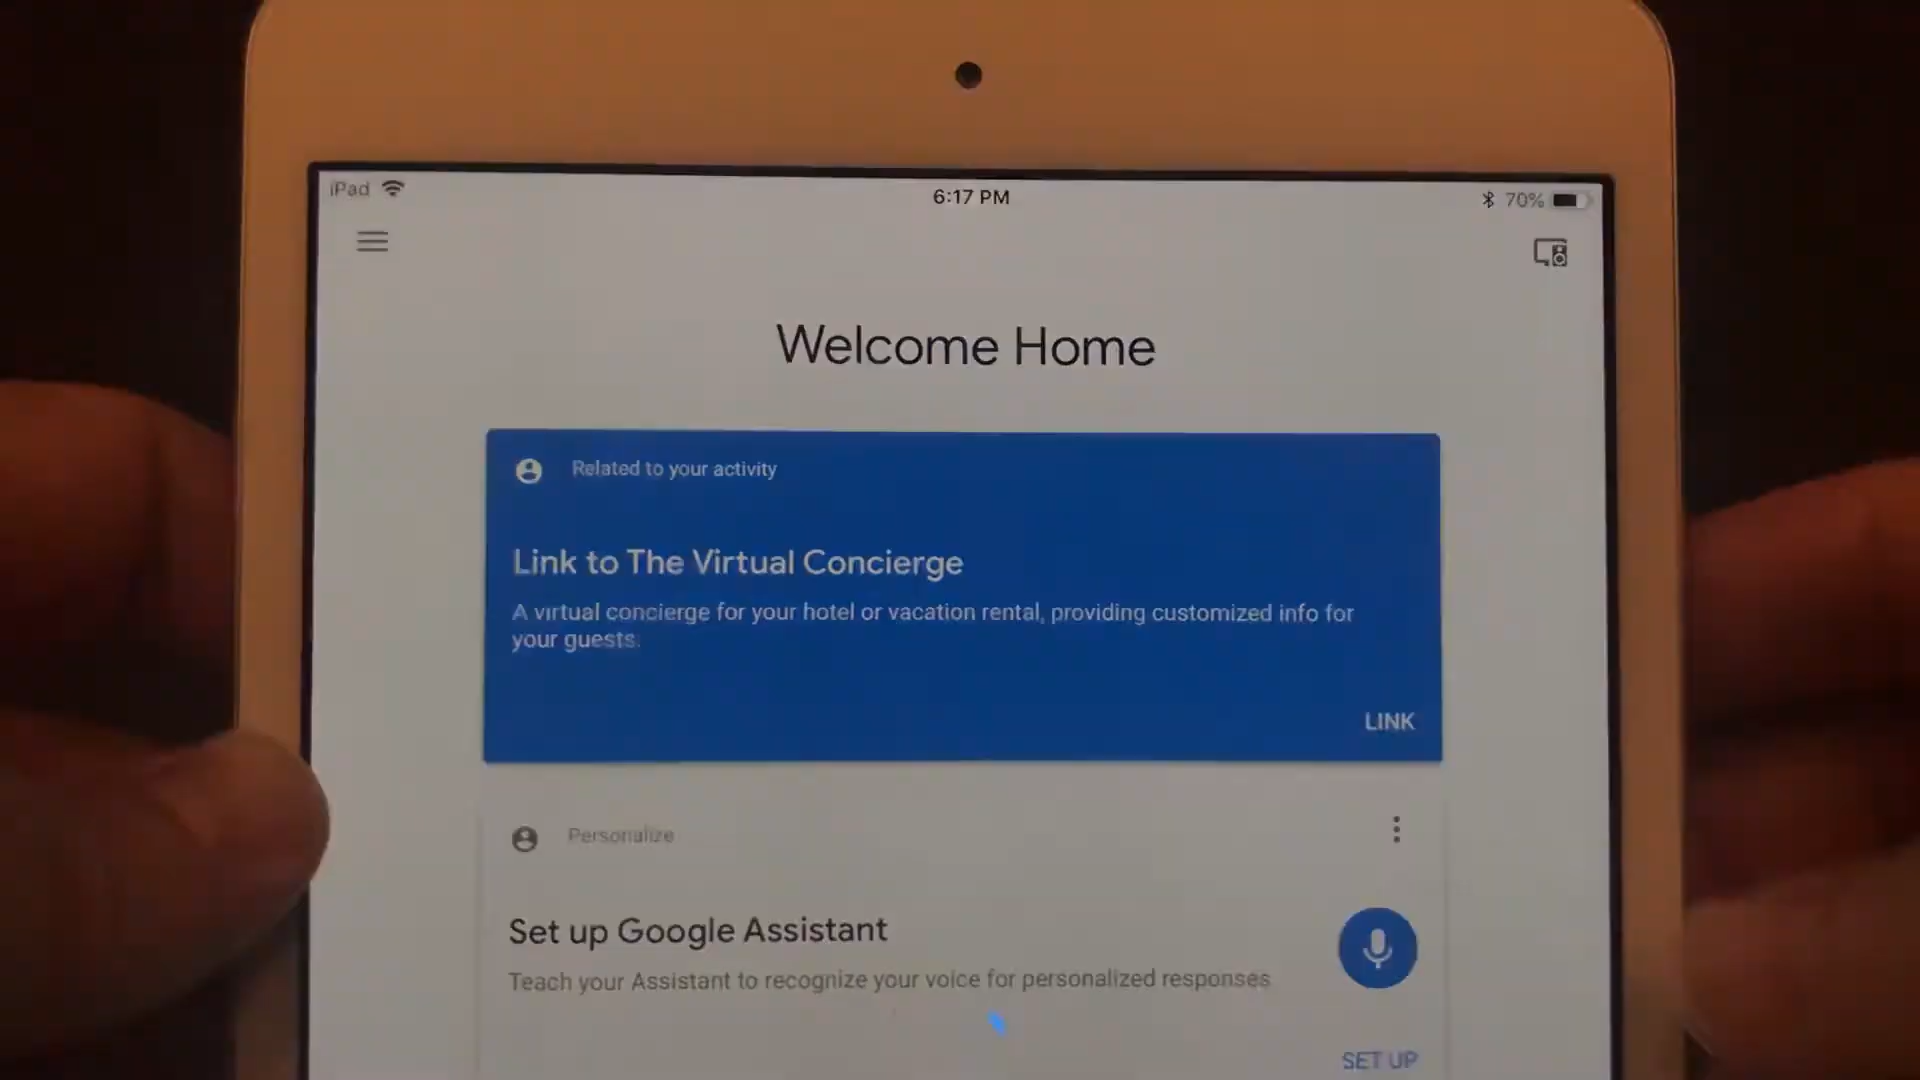 iPad
6:17 PM
70%
Welcome Home
Related to your activity
Link to The Virtual Concierge
A virtual concierge for your hotel or vacation rental, providing customized info for
your guests.
LINK
Personalize
Set up Google Assistant
Teach your Assistant to recognize your voice for personalized responses
SET UP